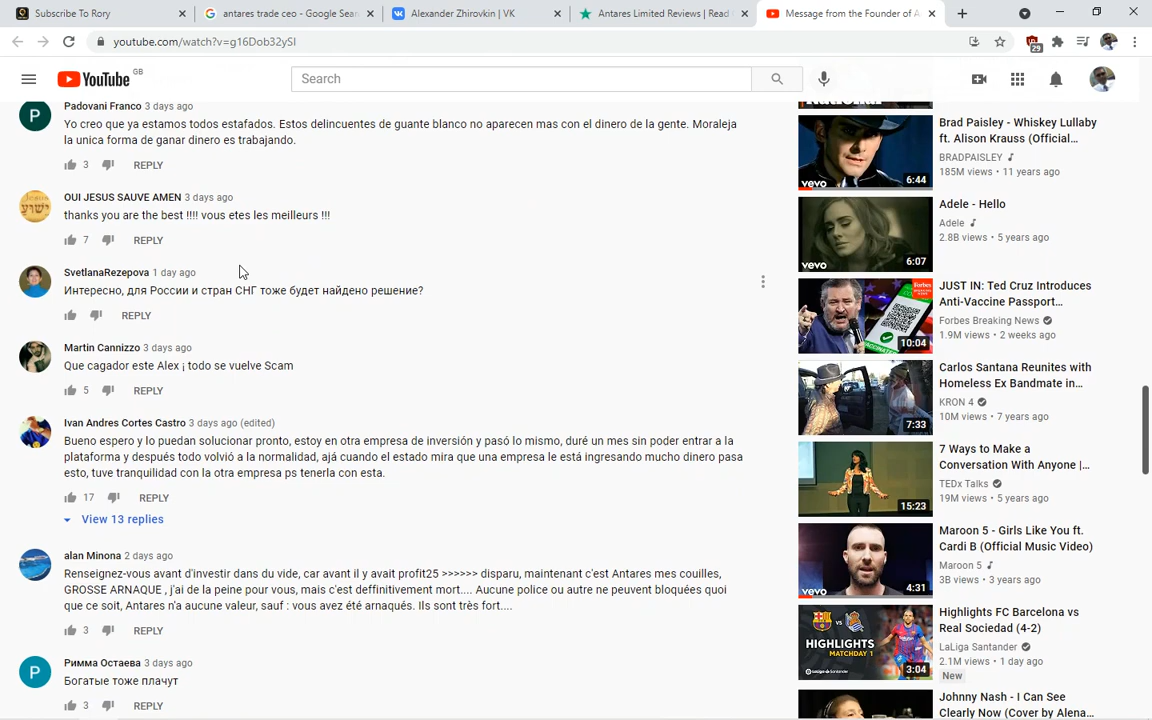 Subscribe To Rory
antares trade ceo - Google Sear
Alexander Zhirovkin | VK
Antares Limited Reviews | Read
Message from the Founder of A
youtube.com/watch?v=g16Dob32ySI
29
YouTube GB
Search
P
Padovani Franco 3 days ago
Yo creo que ya estamos todos estafados. Estos delincuentes de guante blanco no aparecen mas con el dinero de la gente. Moraleja
la unica forma de ganar dinero es trabajando.
3 REPLY
OUI JESUS SAUVE AMEN 3 days ago
thanks you are the best !!!! vous etes les meilleurs !!!
7 REPLY
SvetlanaRezepova 1 day ago
Интересно, для России и стран СНГ тоже будет найдено решение?
REPLY
Martin Cannizzo 3 days ago
Que cagador este Alex ¡ todo se vuelve Scam
5 REPLY
Ivan Andres Cortes Castro 3 days ago (edited)
Bueno espero y lo puedan solucionar pronto, estoy en otra empresa de inversión y pasó lo mismo, duré un mes sin poder entrar a la
plataforma y después todo volvió a la normalidad, ajá cuando el estado mira que una empresa le está ingresando mucho dinero pasa
esto, tuve tranquilidad con la otra empresa ps tenerla con esta.
17 REPLY
View 13 replies
alan Minona 2 days ago
Renseignez-vous avant d'investir dans du vide, car avant il y avait profit25 >>>>>> disparu, maintenant c'est Antares mes couilles,
GROSSE ARNAQUE , j'ai de la peine pour vous, mais c'est deffinitivement mort.... Aucune police ou autre ne peuvent bloquées quoi
que ce soit, Antares n'a aucune valeur, sauf : vous avez été arnaqués. Ils sont très fort....
3 REPLY
P
Римма Остаева 3 days ago
Богатые тоже плачут
3 REPLY
vevo 6:44
Brad Paisley - Whiskey Lullaby
ft. Alison Krauss (Official...
BRADPAISLEY
185M views • 11 years ago
vevo 6:07
Adele - Hello
Adele
2.8B views • 5 years ago
Forbes
10:04
JUST IN: Ted Cruz Introduces
Anti-Vaccine Passport...
Forbes Breaking News
1.9M views • 2 weeks ago
7:33
Carlos Santana Reunites with
Homeless Ex Bandmate in...
KRON 4
10M views • 7 years ago
15:23
7 Ways to Make a
Conversation With Anyone |...
TEDx Talks
19M views • 5 years ago
vevo 4:31
Maroon 5 - Girls Like You ft.
Cardi B (Official Music Video)
Maroon 5
3B views • 3 years ago
VS
HIGHLIGHTS
MATCHDAY 1
3:04
Highlights FC Barcelona vs
Real Sociedad (4-2)
LaLiga Santander
2.1M views • 1 day ago
New
Johnny Nash - I Can See
Clearly Now (Cover by Alena...